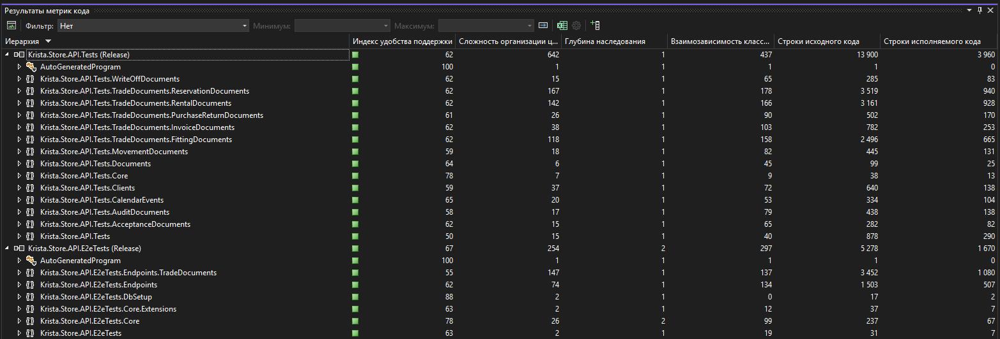 Результаты метрик кода
Фильтр: Нет Минимум: Максимум:
Иерархия Индекс удобства поддержки Сложность организации ц... Глубина наследования Взаимозависимость класс... Строки исходного кода Строки исполняемого кода
Krista.Store.API.Tests (Release) 62 642 1 437 13 900 3 960
AutoGeneratedProgram 100 1 1 1 1 0
Krista.Store.API.Tests.WriteOffDocuments 62 15 1 65 285 83
Krista.Store.API.Tests.TradeDocuments.ReservationDocuments 62 167 1 178 3 519 940
Krista.Store.API.Tests.TradeDocuments.RentalDocuments 62 142 1 166 3 161 928
Krista.Store.API.Tests.TradeDocuments.PurchaseReturnDocuments 61 26 1 90 502 170
Krista.Store.API.Tests.TradeDocuments.InvoiceDocuments 62 38 1 103 782 253
Krista.Store.API.Tests.TradeDocuments.FittingDocuments 62 118 1 158 2 496 665
Krista.Store.API.Tests.MovementDocuments 59 18 1 82 445 131
Krista.Store.API.Tests.Documents 64 6 1 45 99 25
Krista.Store.API.Tests.Core 78 7 1 9 38 13
Krista.Store.API.Tests.Clients 59 37 1 72 640 138
Krista.Store.API.Tests.CalendarEvents 65 20 1 53 334 104
Krista.Store.API.Tests.AuditDocuments 58 17 1 79 438 138
Krista.Store.API.Tests.AcceptanceDocuments 62 15 1 65 282 82
Krista.Store.API.Tests 50 15 1 40 878 290
Krista.Store.API.E2eTests (Release) 67 254 2 297 5 278 1 670
AutoGeneratedProgram 100 1 1 1 1 0
Krista.Store.API.E2eTests.Endpoints.TradeDocuments 55 147 1 137 3 452 1 080
Krista.Store.API.E2eTests.Endpoints 62 74 1 134 1 503 507
Krista.Store.API.E2eTests.DbSetup 88 2 1 0 17 2
Krista.Store.API.E2eTests.Core.Extensions 63 2 1 12 37 7
Krista.Store.API.E2eTests.Core 78 26 2 99 237 67
Krista.Store.API.E2eTests 63 2 1 19 31 7